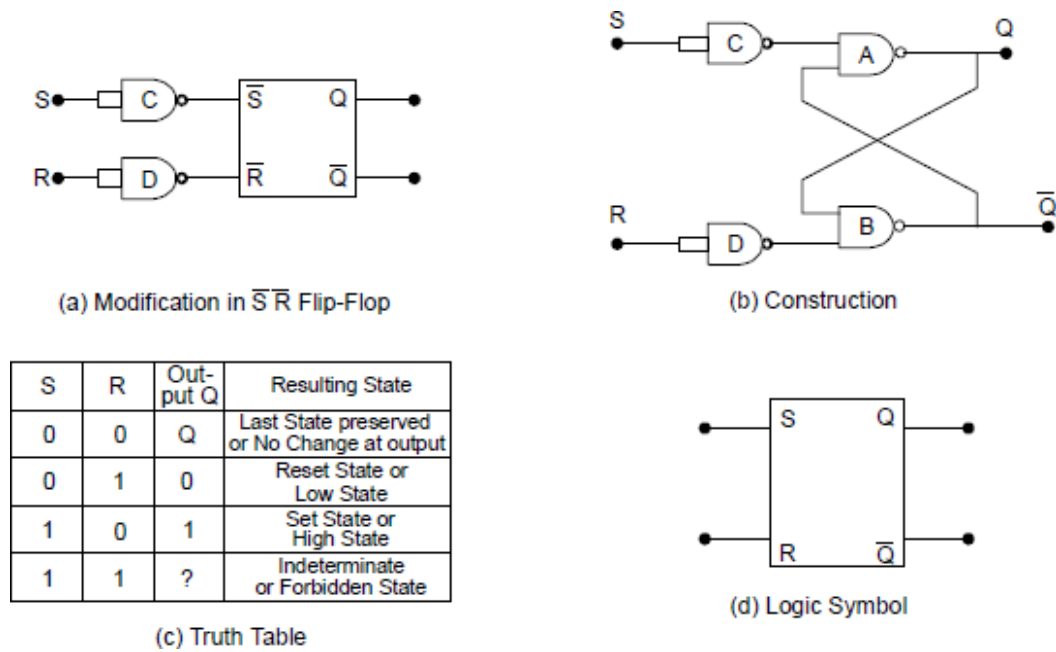 S C S̅ Q
R D R̅ Q̅
(a) Modification in S̅ R̅ Flip-Flop
S C A Q
R D B Q̅
(b) Construction
S R Out-put Q Resulting State
0 0 Q Last State preserved
or No Change at output
0 1 0 Reset State or
Low State
1 0 1 Set State or
High State
1 1 ? Indeterminate
or Forbidden State
(c) Truth Table
S Q
R Q̅
(d) Logic Symbol